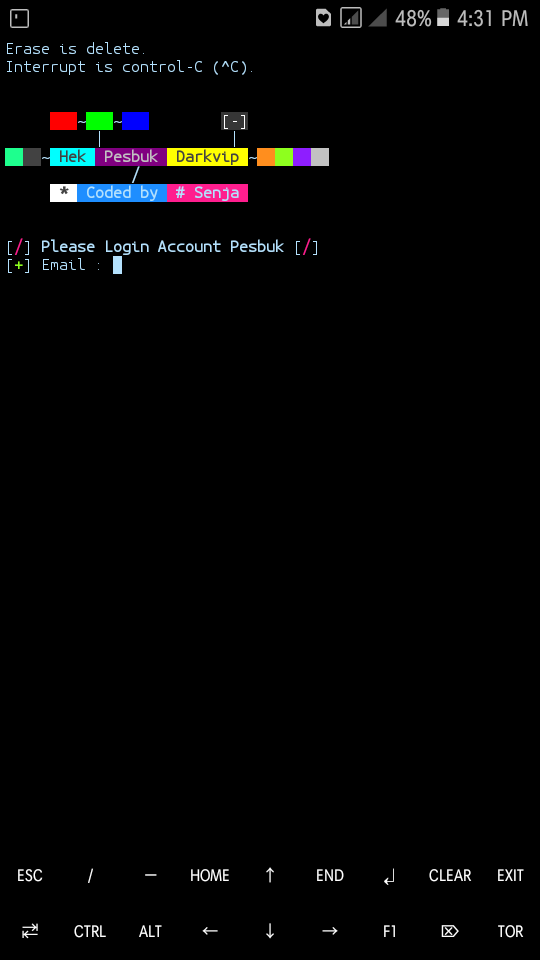 48% 4:31 PM
Erase is delete.
Interrupt is control-C (^C).
~ ~ [-]
~ Hek Pesbuk Darkvip ~
* Coded by # Senja
[/] Please Login Account Pesbuk [/]
[+] Email :
ESC / — HOME ↑ END ↲ CLEAR EXIT
⇄ CTRL ALT ← ↓ → F1 ⌦ TOR